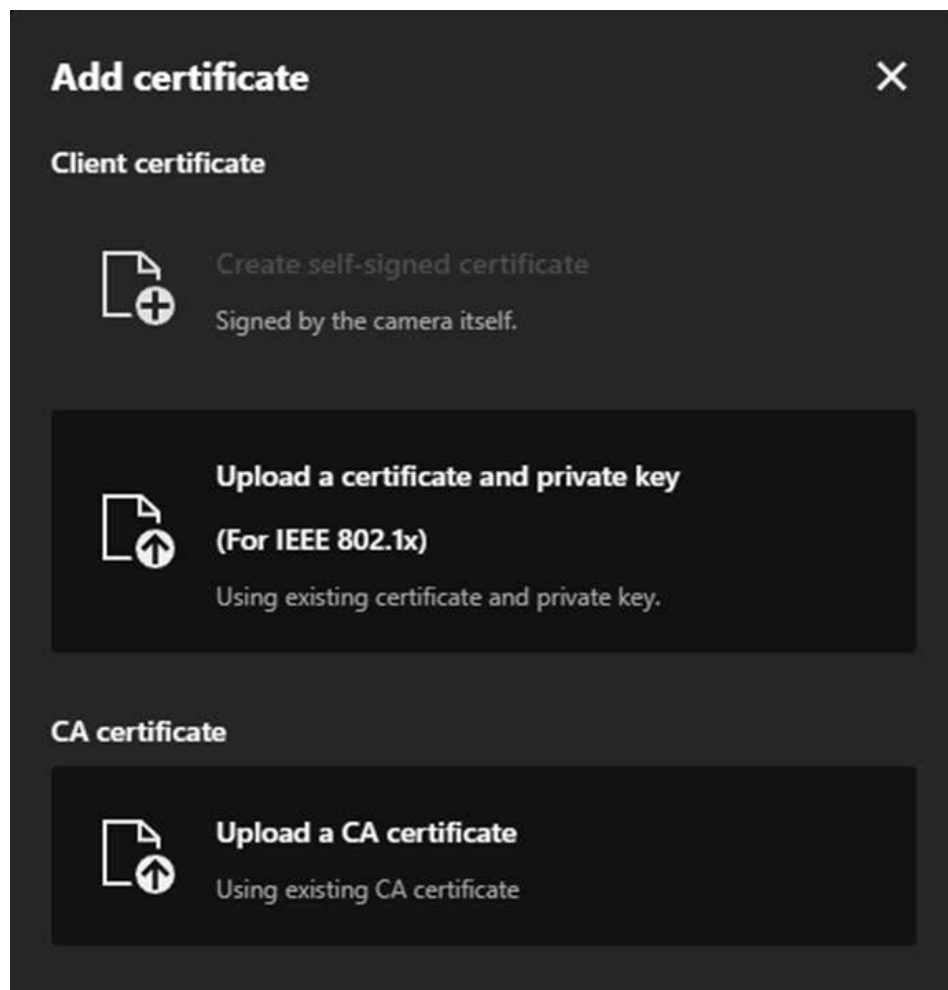 Add certificate
Client certificate
Create self-signed certificate
Signed by the camera itself.
Upload a certificate and private key
(For IEEE 802.1x)
Using existing certificate and private key.
CA certificate
Upload a CA certificate
Using existing CA certificate